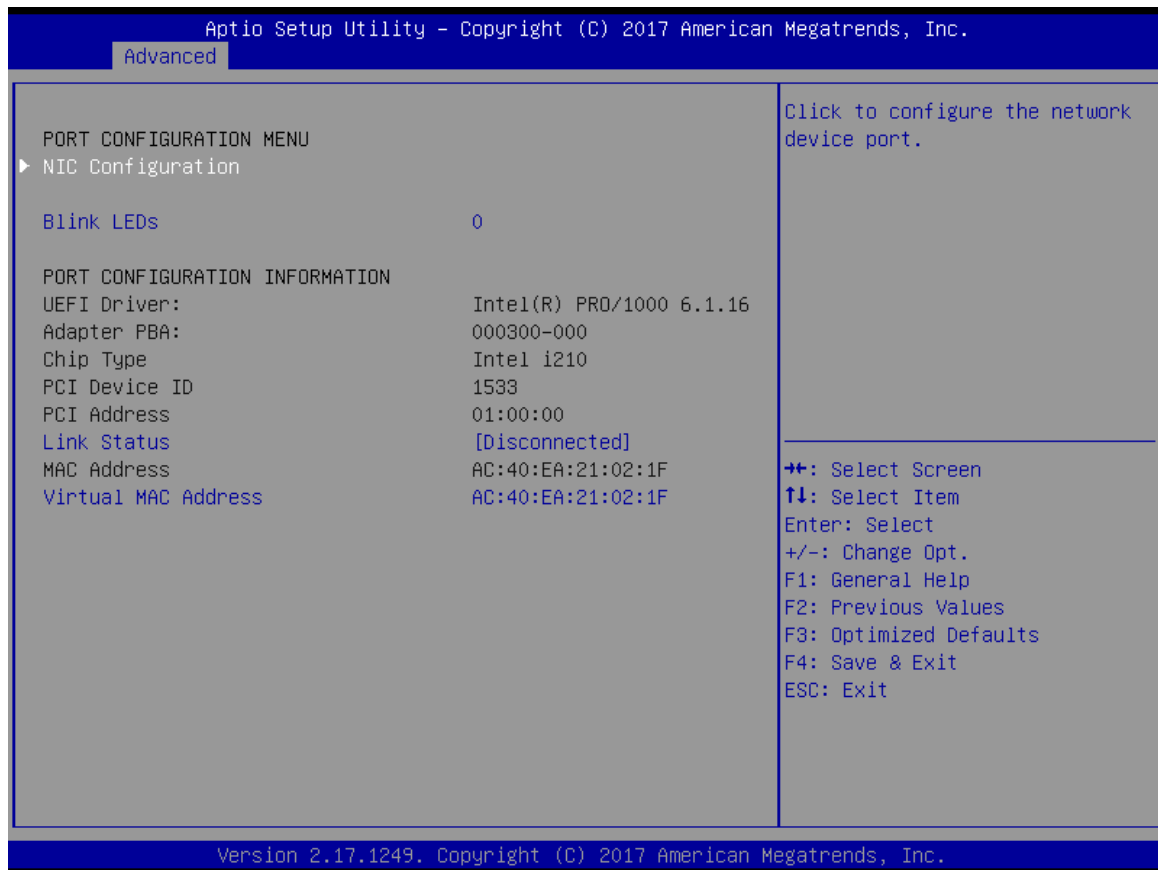 Aptio Setup Utility – Copyright (C) 2017 American Megatrends, Inc.
Advanced
PORT CONFIGURATION MENU
► NIC Configuration
Blink LEDs 0
PORT CONFIGURATION INFORMATION
UEFI Driver: Intel(R) PRO/1000 6.1.16
Adapter PBA: 000300-000
Chip Type Intel i210
PCI Device ID 1533
PCI Address 01:00:00
Link Status [Disconnected]
MAC Address AC:40:EA:21:02:1F
Virtual MAC Address AC:40:EA:21:02:1F
Click to configure the network
device port.
→←: Select Screen
↑↓: Select Item
Enter: Select
+/-: Change Opt.
F1: General Help
F2: Previous Values
F3: Optimized Defaults
F4: Save & Exit
ESC: Exit
Version 2.17.1249. Copyright (C) 2017 American Megatrends, Inc.